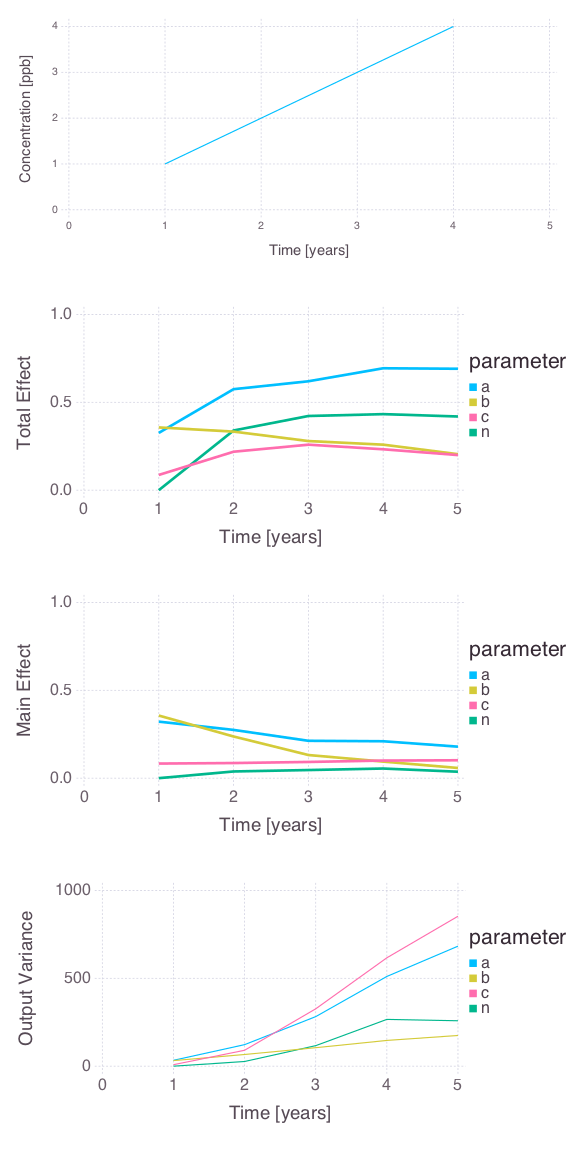 Concentration [ppb]
4
3
2
1
0
0 1 2 3 4 5
Time [years]
Total Effect
1.0
0.5
0.0
0 1 2 3 4 5
Time [years]
parameter
a
b
c
n
Main Effect
1.0
0.5
0.0
0 1 2 3 4 5
Time [years]
parameter
a
b
c
n
Output Variance
1000
500
0
0 1 2 3 4 5
Time [years]
parameter
a
b
c
n